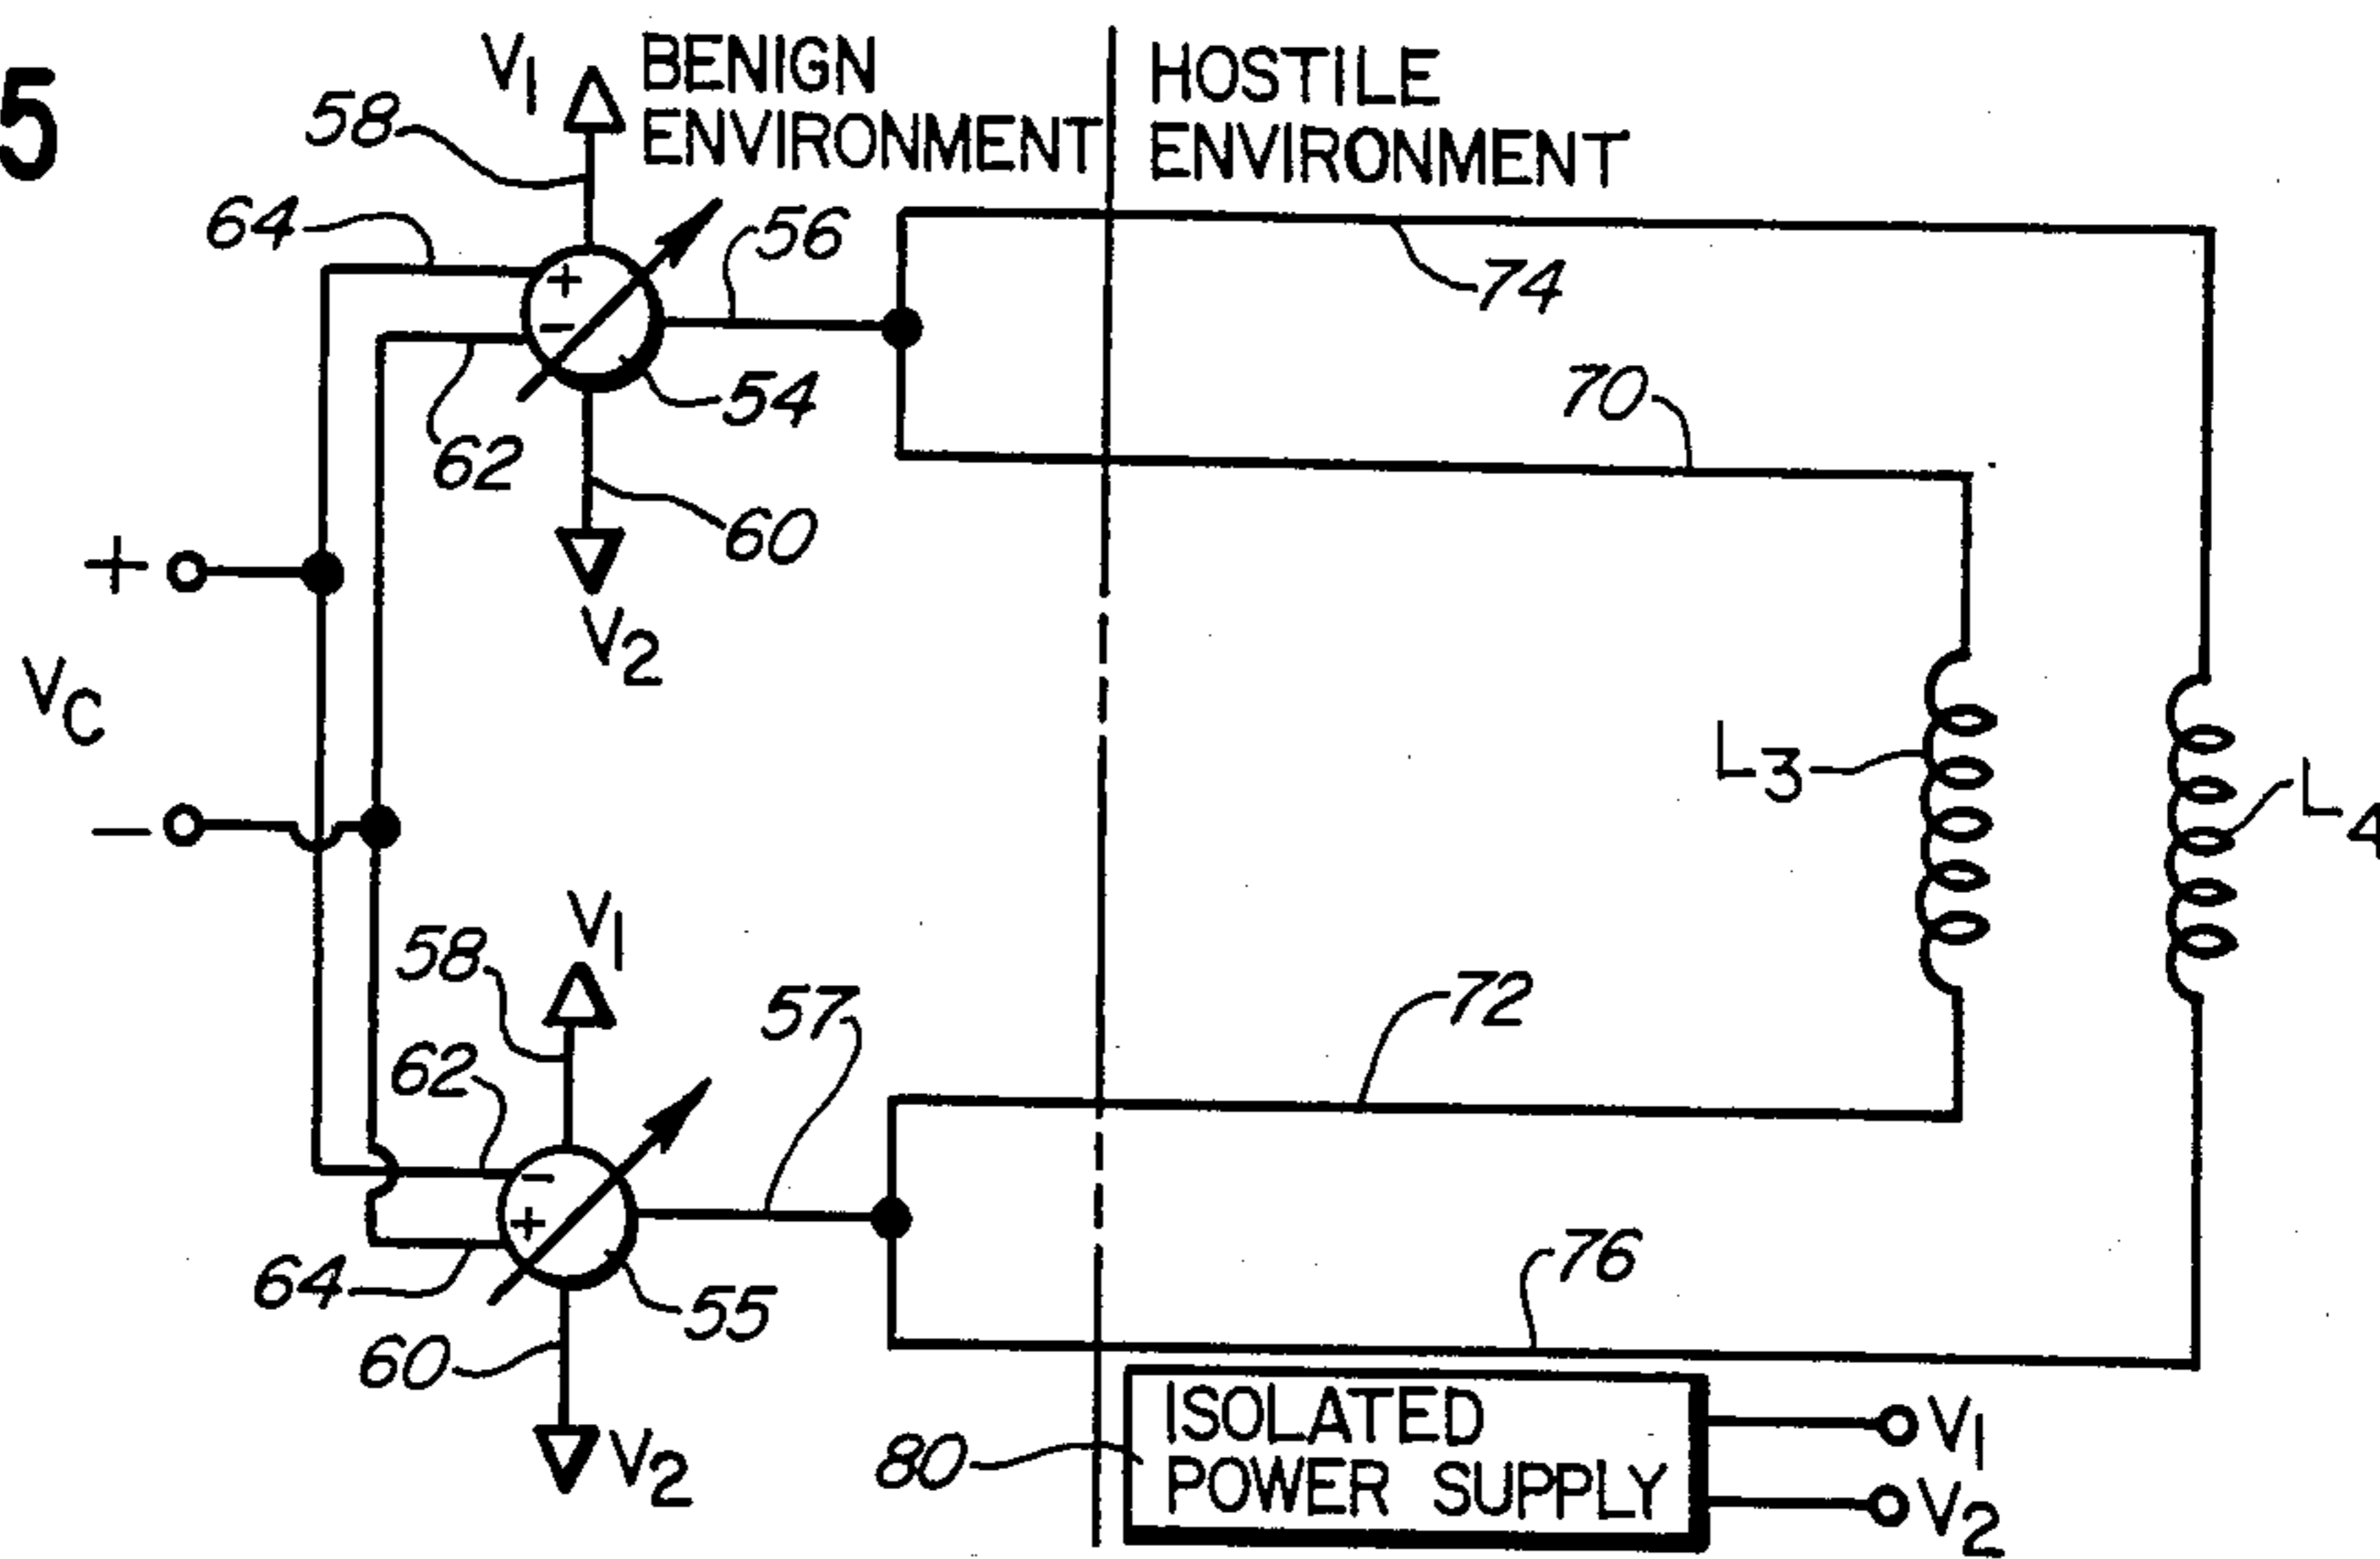 5
V1
BENIGN
ENVIRONMENT
HOSTILE
ENVIRONMENT
58
64
56
74
+
-
54
62
70
60
V2
+
VC
-
L3
L4
V1
58
57
72
62
-
+
64
55
76
60
V2
80
ISOLATED
POWER SUPPLY
V1
V2